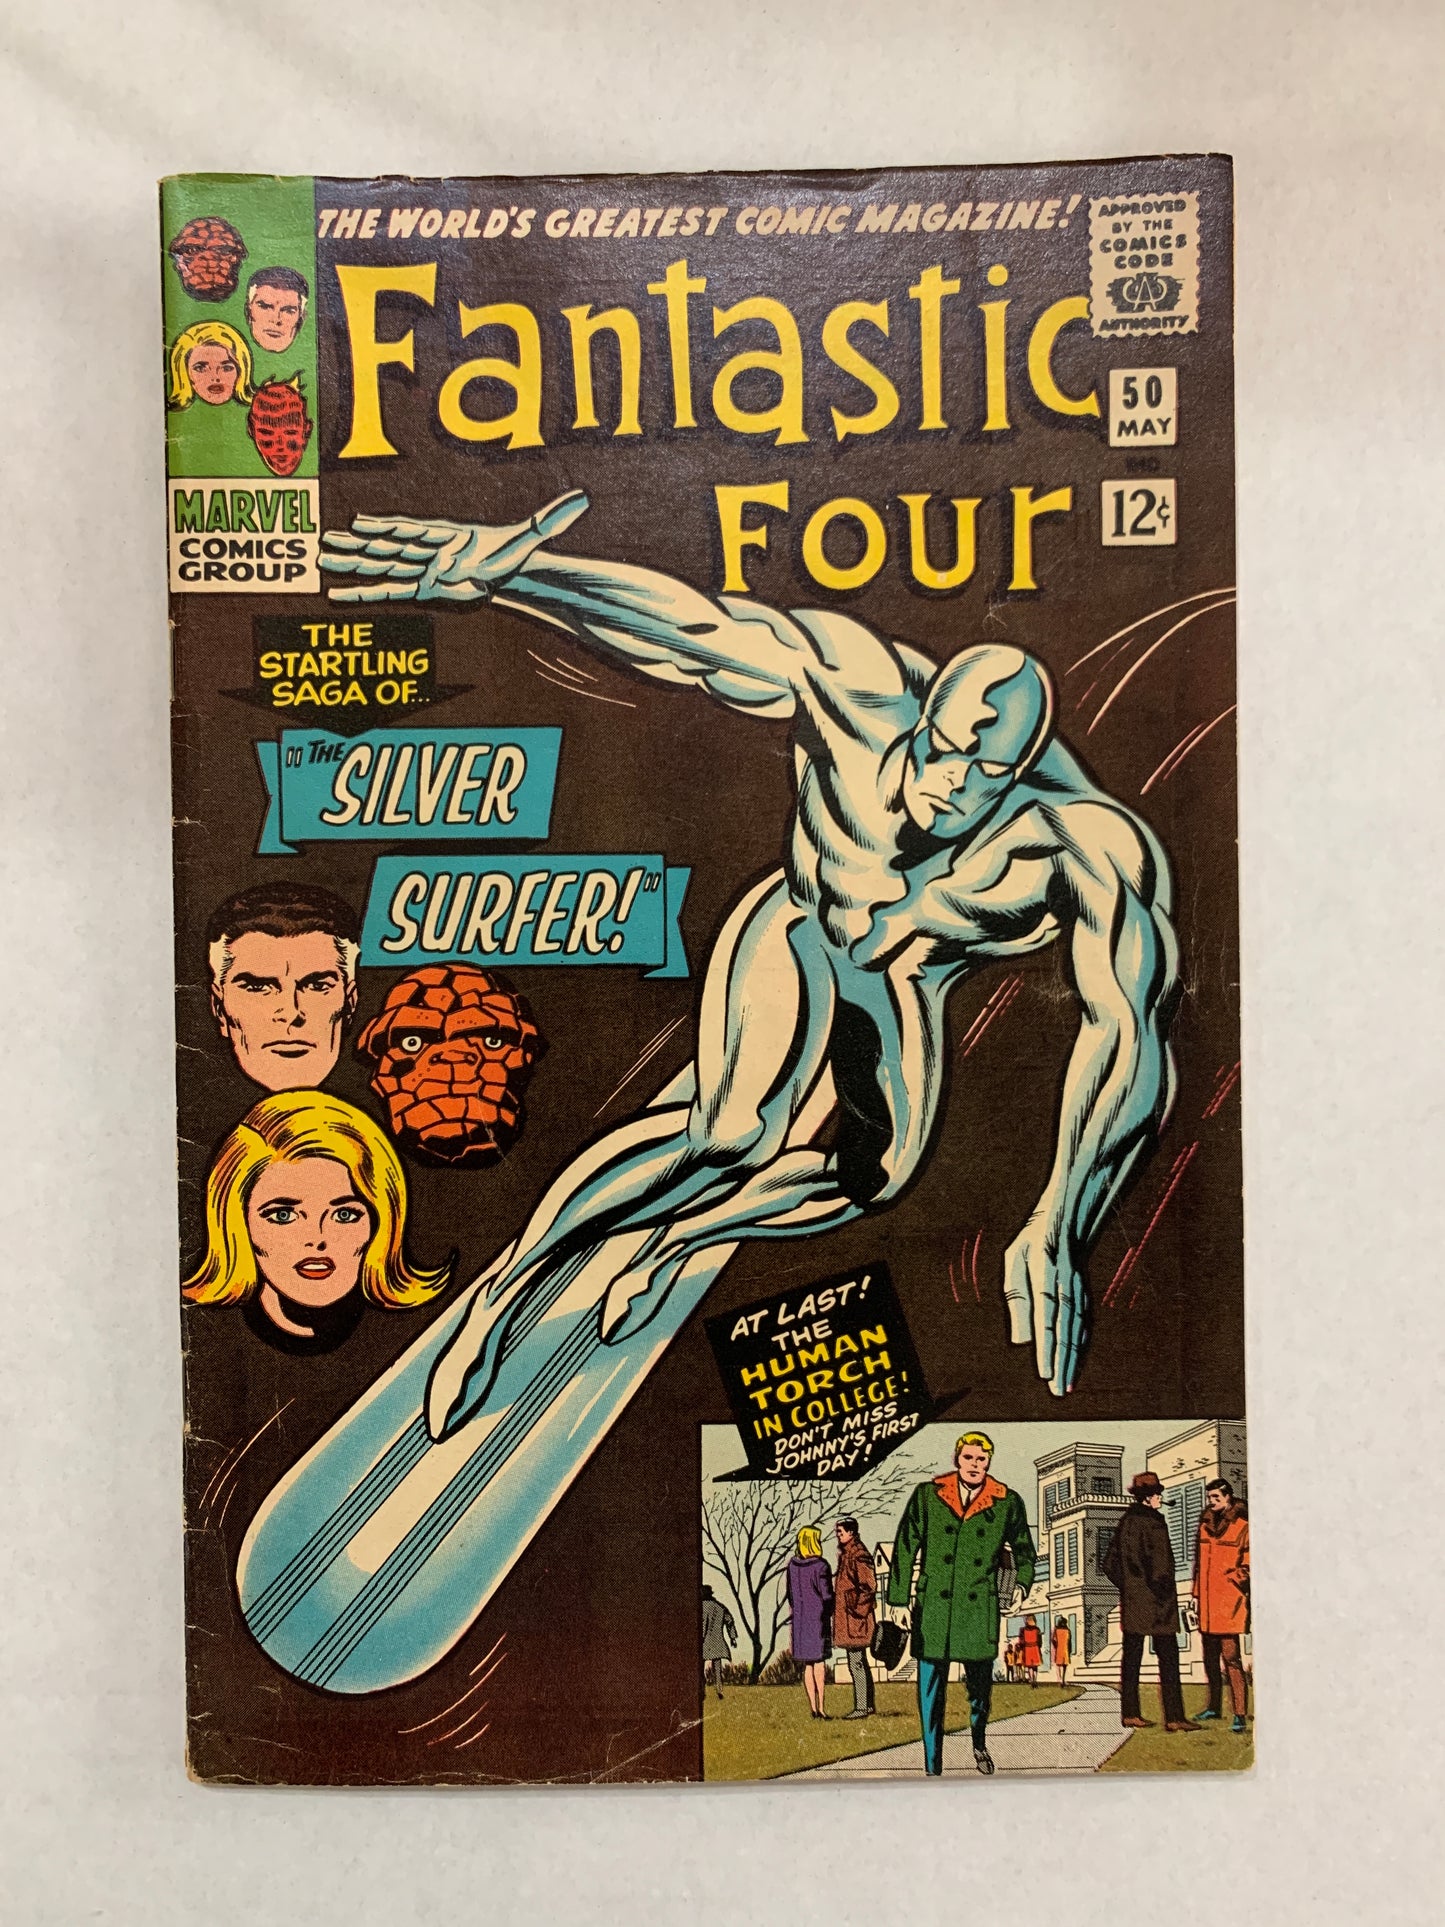 THE WORLD'S GREATEST COMIC MAGAZINE!
APPROVED
BY THE
COMICS
CODE
CA
AUTHORITY
Fantastic
Four
50
MAY
IND.
12¢
MARVEL
COMICS
GROUP
THE
STARTLING
SAGA OF...
"THE SILVER
SURFER!"
AT LAST!
THE
HUMAN
TORCH
IN COLLEGE!
DON'T MISS
JOHNNY'S FIRST
DAY!